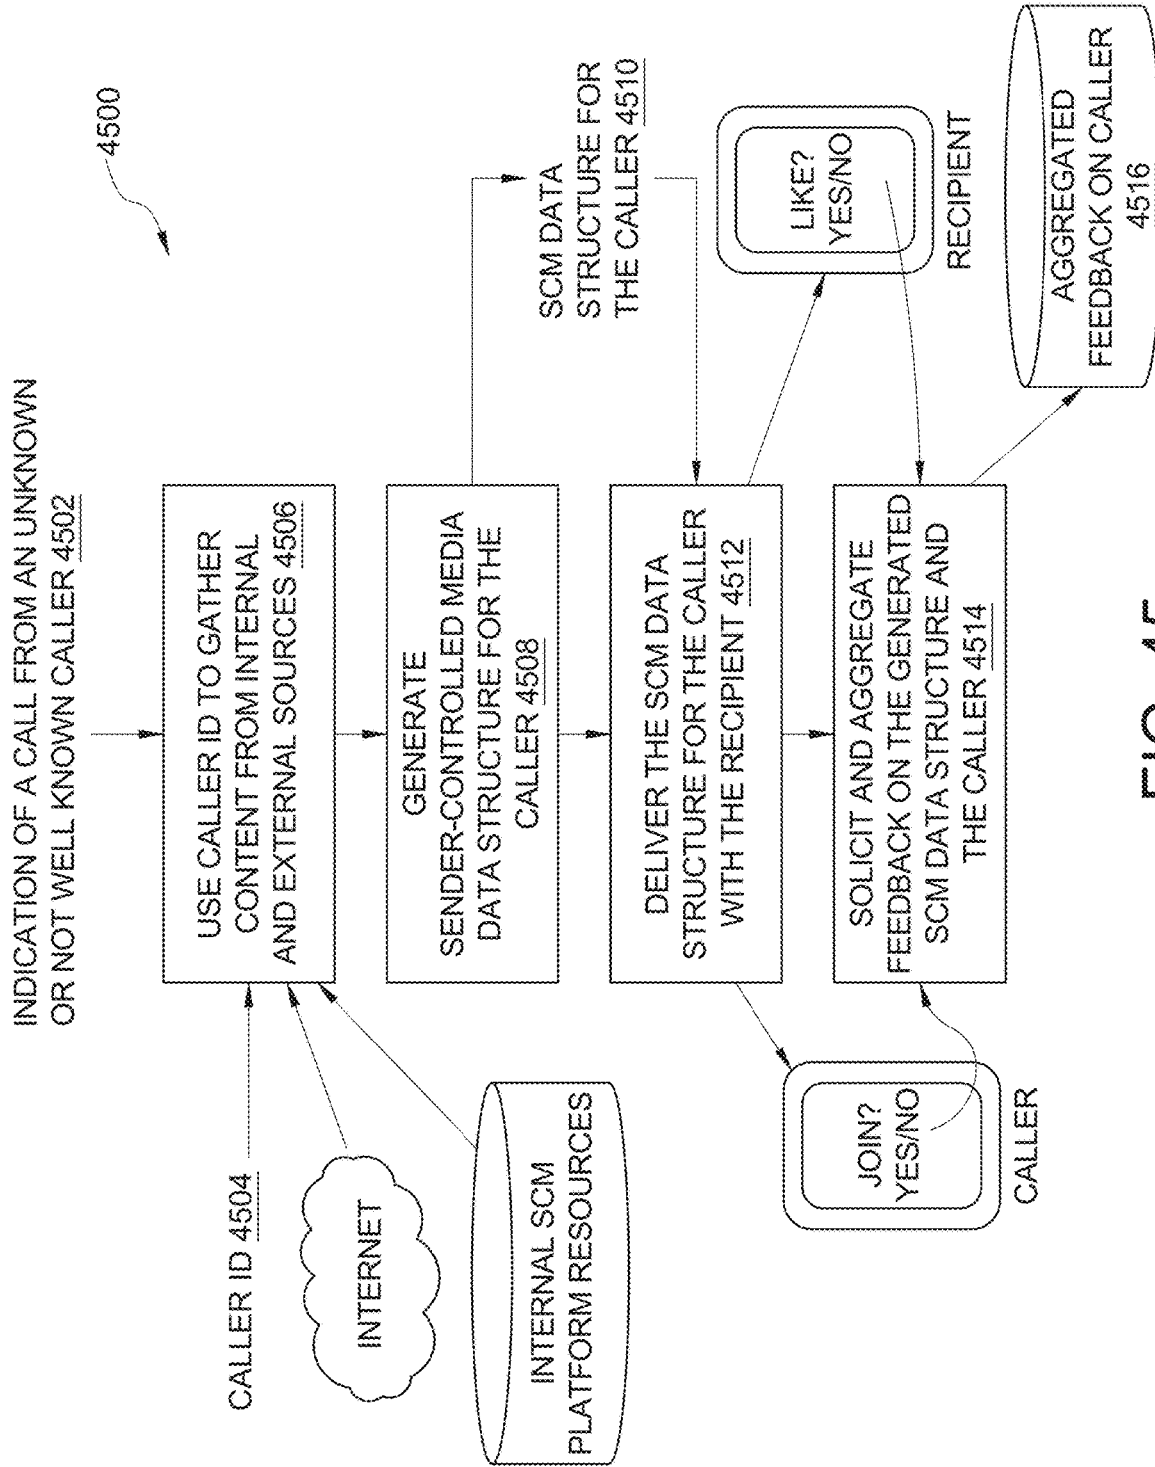 4500
INDICATION OF A CALL FROM AN UNKNOWN
OR NOT WELL KNOWN CALLER 4502
CALLER ID 4504
INTERNET
INTERNAL SCM
PLATFORM RESOURCES
USE CALLER ID TO GATHER
CONTENT FROM INTERNAL
AND EXTERNAL SOURCES 4506
GENERATE
SENDER-CONTROLLED MEDIA
DATA STRUCTURE FOR THE
CALLER 4508
SCM DATA
STRUCTURE FOR
THE CALLER 4510
DELIVER THE SCM DATA
STRUCTURE FOR THE CALLER
WITH THE RECIPIENT 4512
JOIN?
YES/NO
CALLER
LIKE?
YES/NO
RECIPIENT
SOLICIT AND AGGREGATE
FEEDBACK ON THE GENERATED
SCM DATA STRUCTURE AND
THE CALLER 4514
AGGREGATED
FEEDBACK ON CALLER
4516